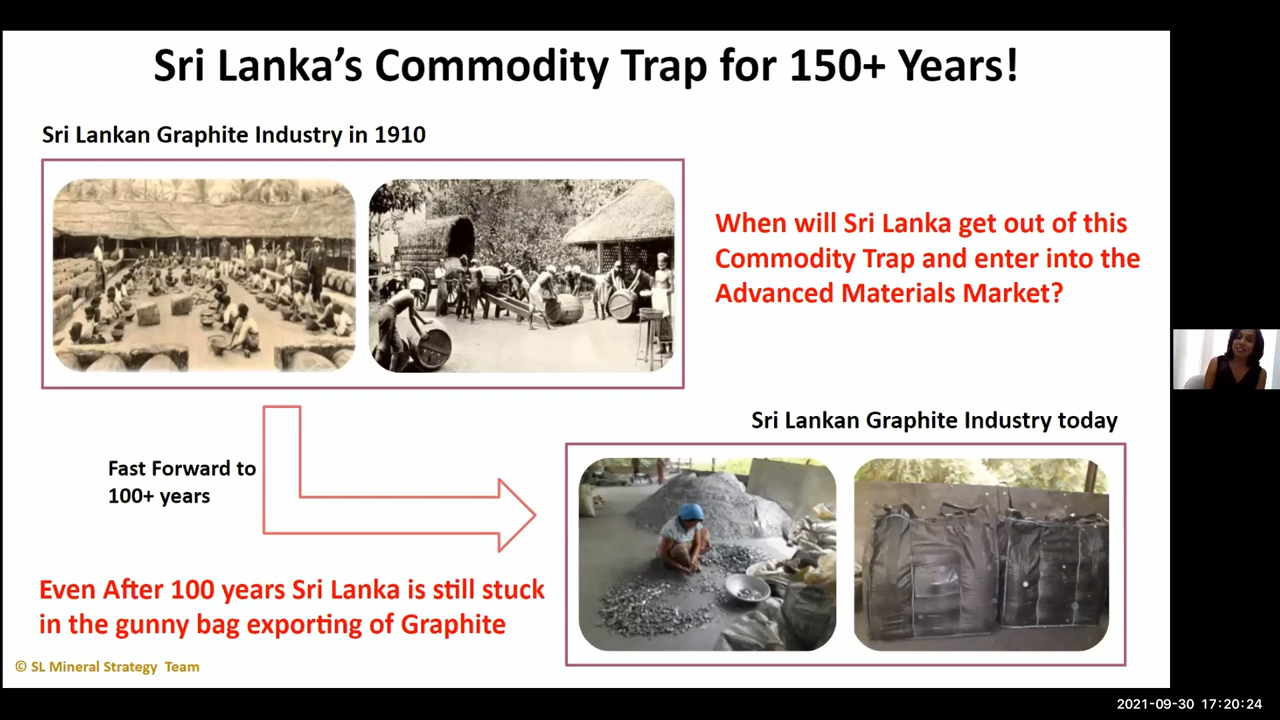 Sri Lanka's Commodity Trap for 150+ Years!
Sri Lankan Graphite Industry in 1910
When will Sri Lanka get out of this
Commodity Trap and enter into the
Advanced Materials Market?
Sri Lankan Graphite Industry today
Fast Forward to
100+ years
Even After 100 years Sri Lanka is still stuck
in the gunny bag exporting of Graphite
© SL Mineral Strategy Team
2021-09-30 17:20:24